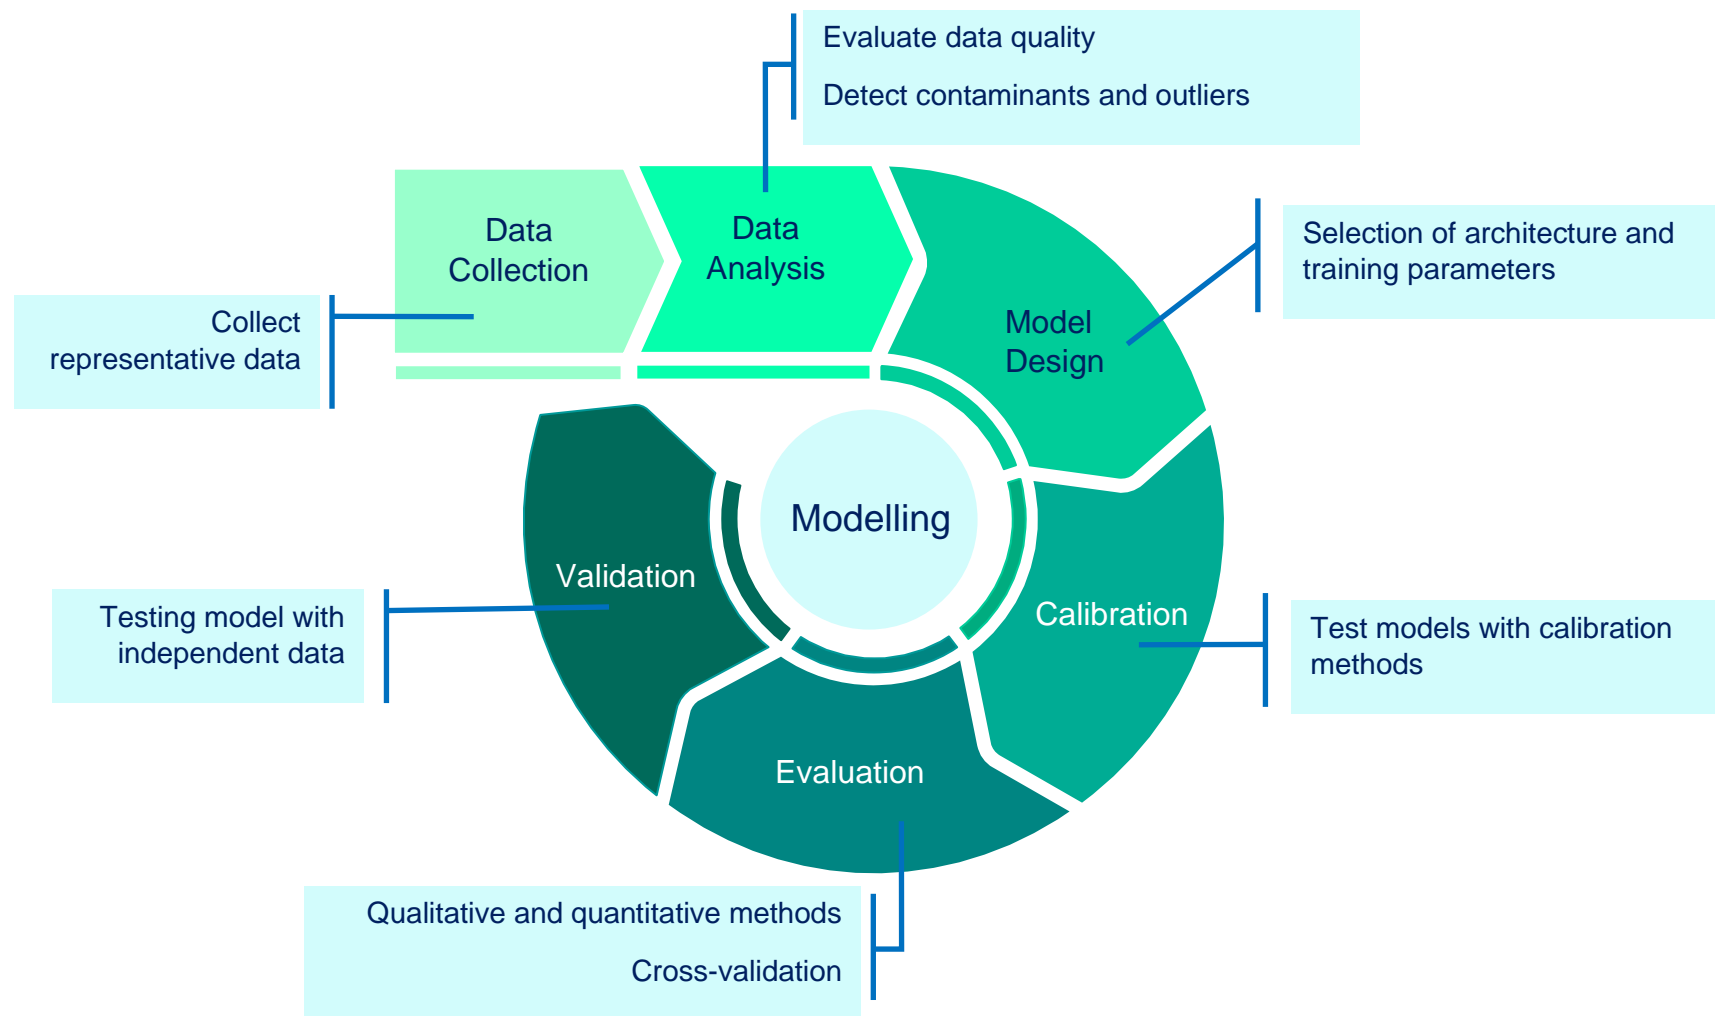 Evaluate data quality
Detect contaminants and outliers
Data
Collection
Data
Analysis
Selection of architecture and
training parameters
Collect
representative data
Model
Design
Modelling
Validation
Testing model with
independent data
Calibration
Test models with calibration
methods
Evaluation
Qualitative and quantitative methods
Cross-validation